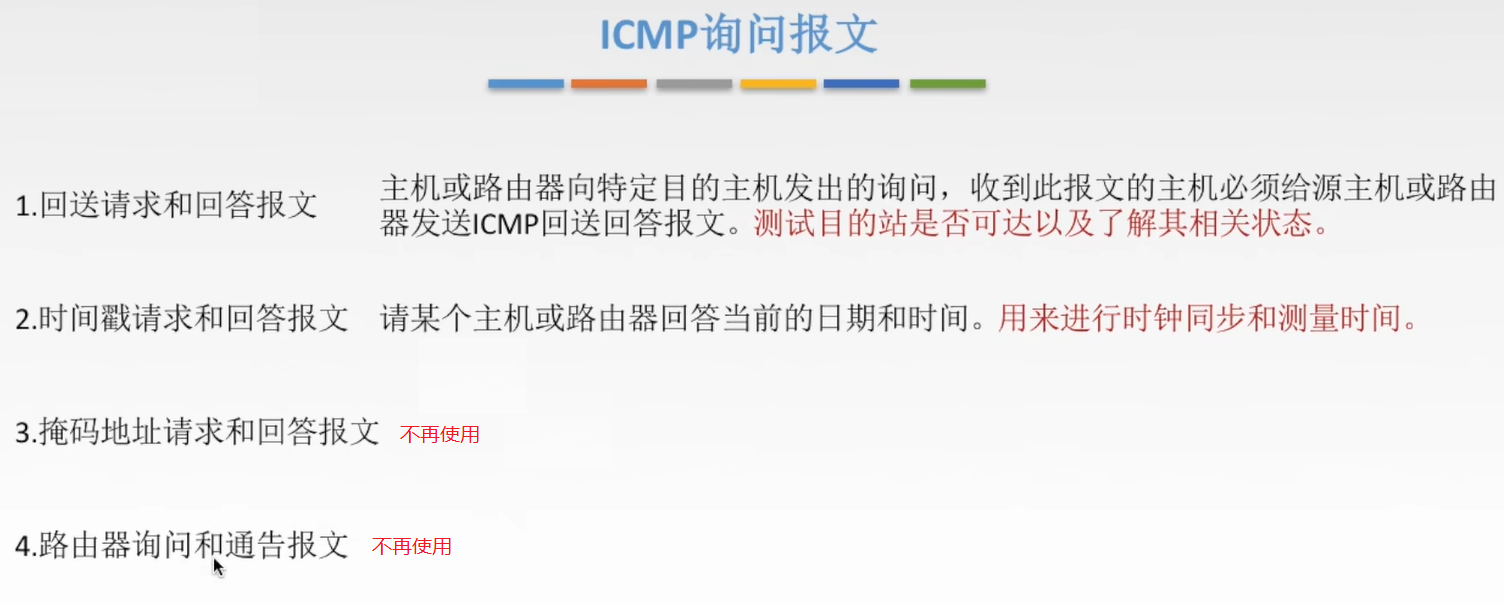 ICMP询问报文
1.回送请求和回答报文
主机或路由器向特定目的主机发出的询问，收到此报文的主机必须给源主机或路由
器发送ICMP回送回答报文。测试目的站是否可达以及了解其相关状态。
2.时间戳请求和回答报文
请某个主机或路由器回答当前的日期和时间。用来进行时钟同步和测量时间。
3.掩码地址请求和回答报文
不再使用
4.路由器询问和通告报文
不再使用